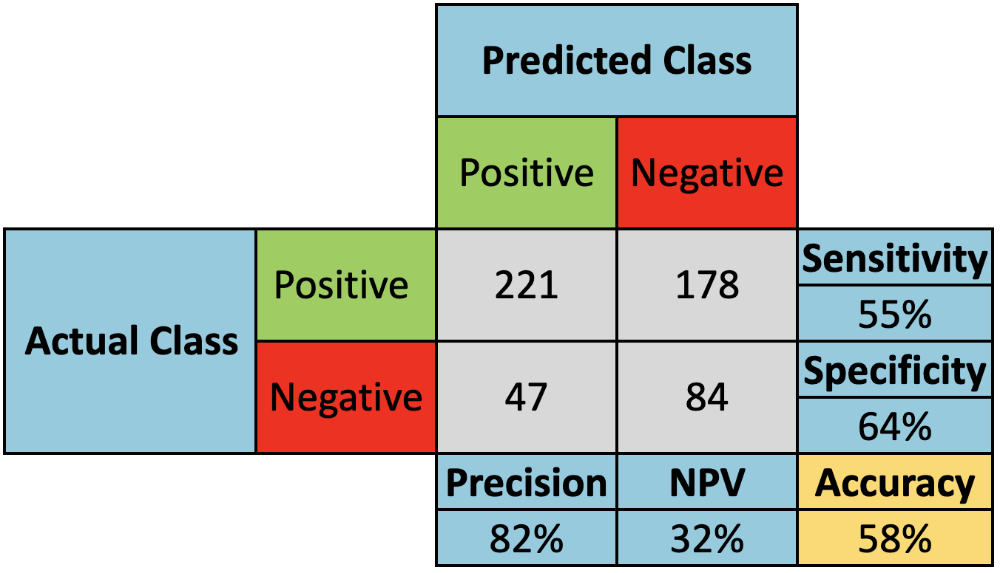 Predicted Class
Positive Negative
Actual Class
Positive 221 178 Sensitivity
55%
Negative 47 84 Specificity
64%
Precision NPV Accuracy
82% 32% 58%